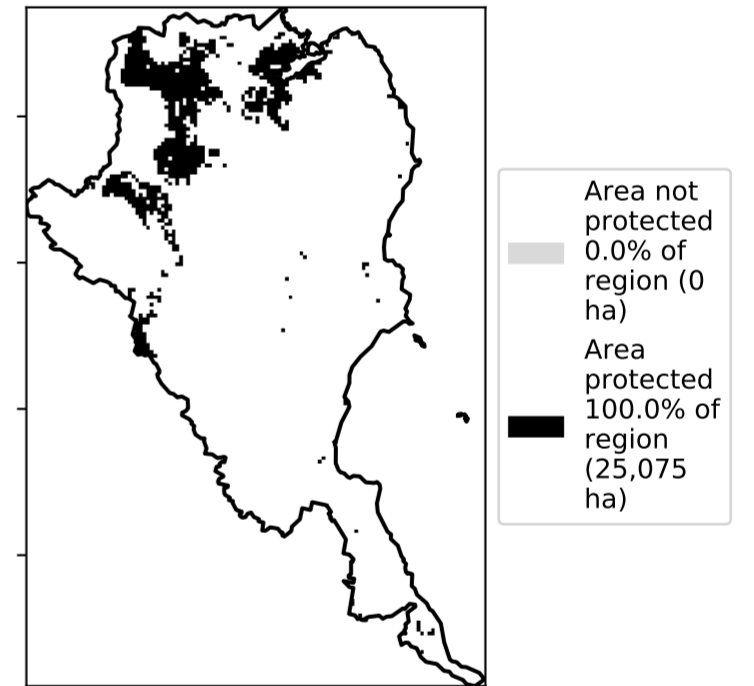 Area not
protected
0.0% of
region (0
ha)
Area
protected
100.0% of
region
(25,075
ha)